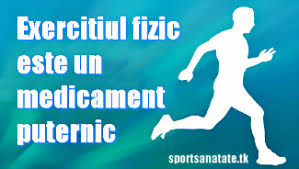 Exercitiul fizic
este un
medicament
puternic
sportsanatate.tk